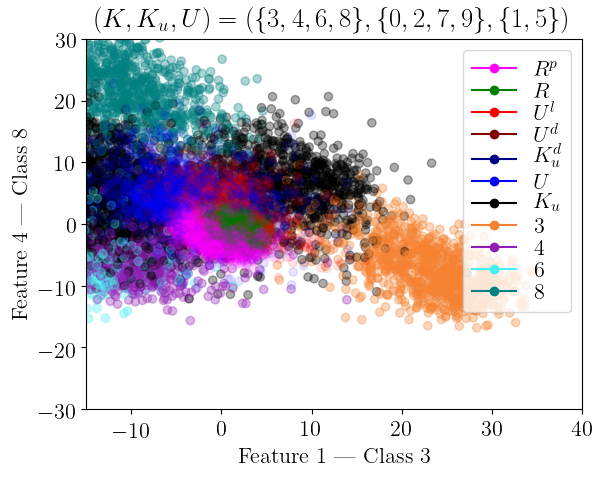 (K, K_u, U) = ({3, 4, 6, 8}, {0, 2, 7, 9}, {1, 5})
30
20
10
0
−10
−20
−30
Feature 4 — Class 8
−10
0
10
20
30
40
Feature 1 — Class 3
R^p
R
U^l
U^d
K_u^d
U
K_u
3
4
6
8